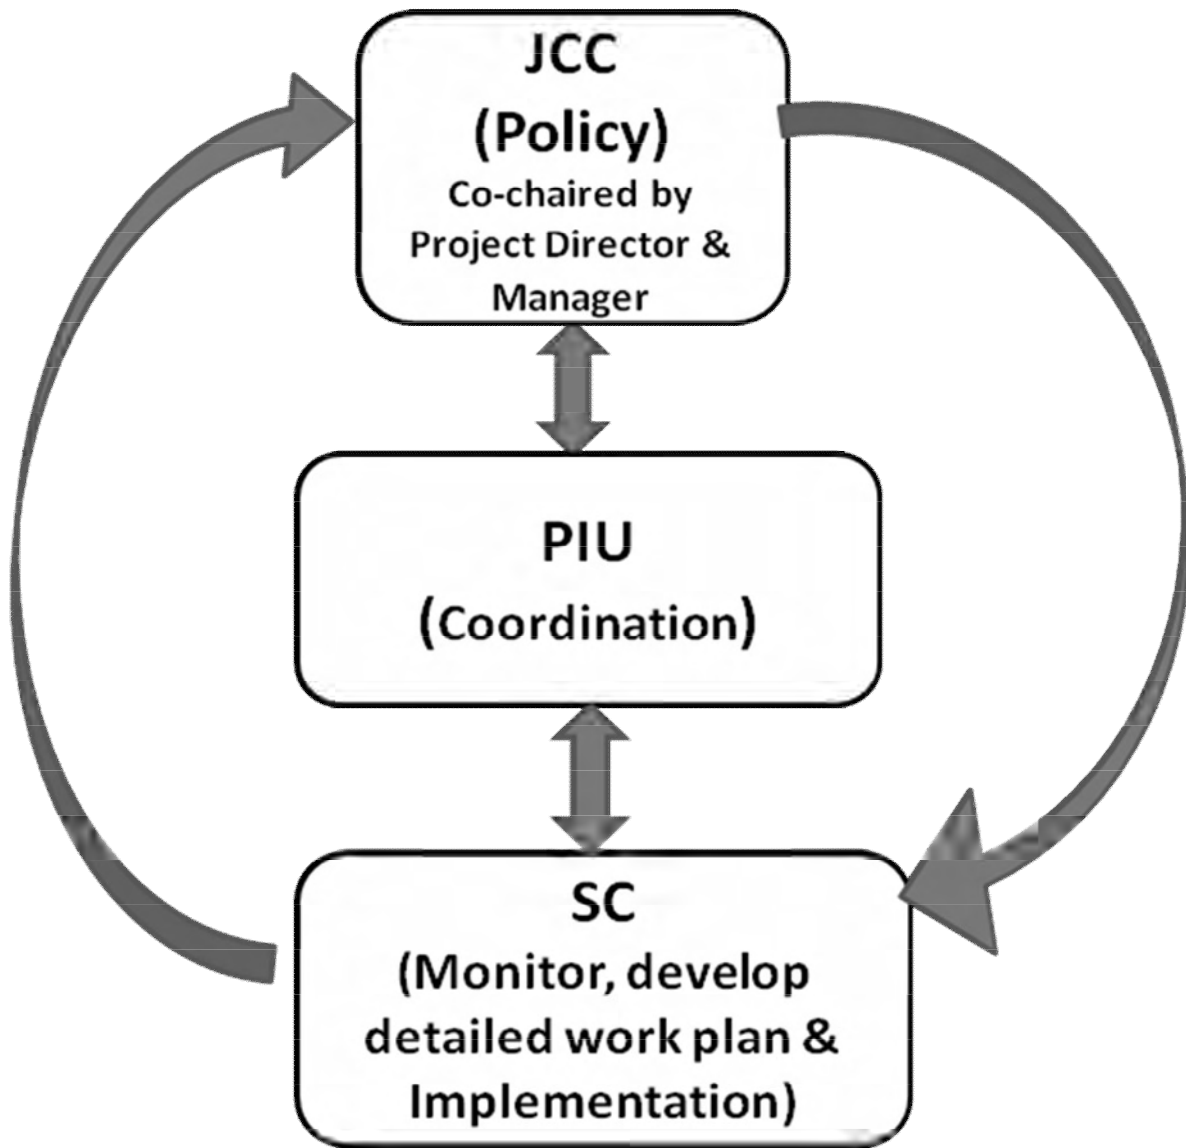 JCC
(Policy)
Co-chaired by
Project Director &
Manager
PIU
(Coordination)
SC
(Monitor, develop
detailed work plan &
Implementation)